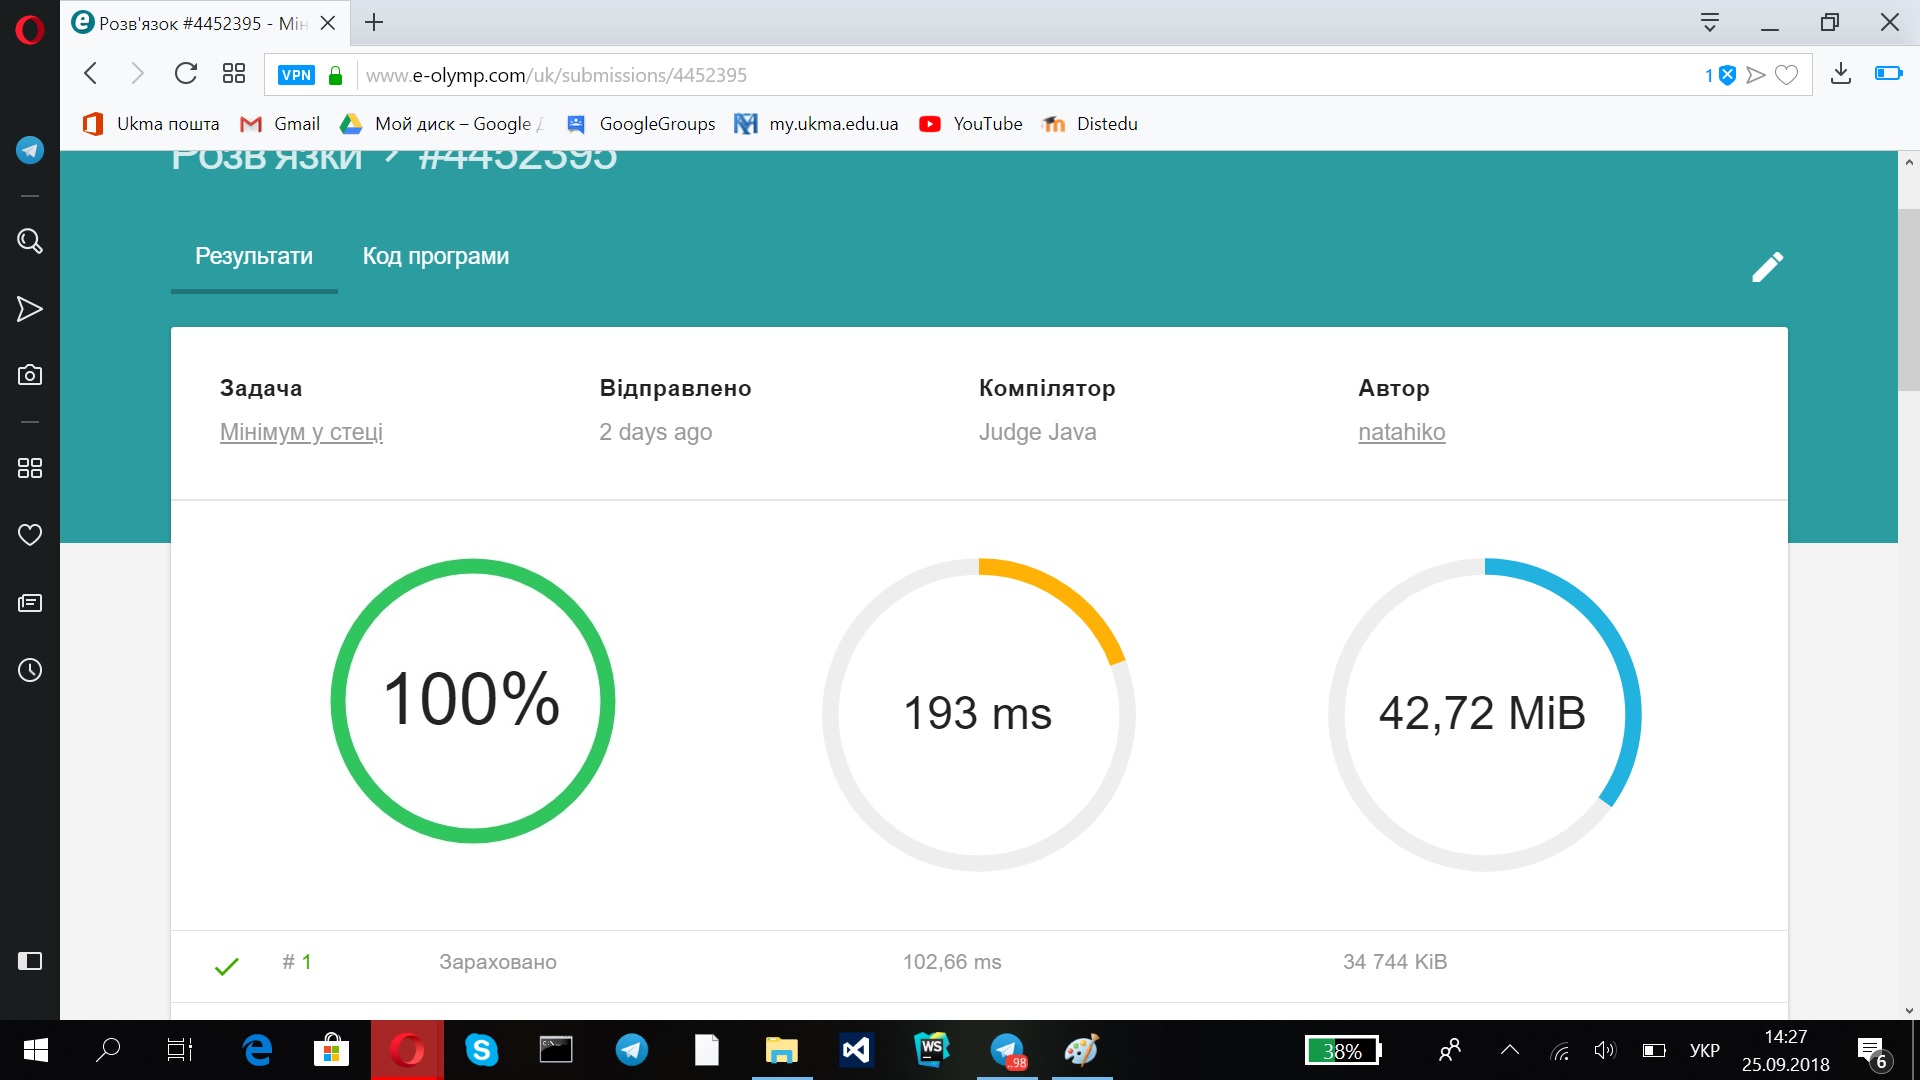 Розв'язок #4452395 - Мін
VPN
www.e-olymp.com/uk/submissions/4452395
1
Ukma пошта
Gmail
Мой диск – Google
GoogleGroups
my.ukma.edu.ua
YouTube
Distedu
Розв'язки > #4452395
Результати
Код програми
Задача
Відправлено
Компілятор
Автор
Мінімум у стеці
2 days ago
Judge Java
natahiko
100%
193 ms
42,72 MiB
# 1
Зараховано
102,66 ms
34 744 KiB
WS
..98
38%
УКР
14:27
25.09.2018
6